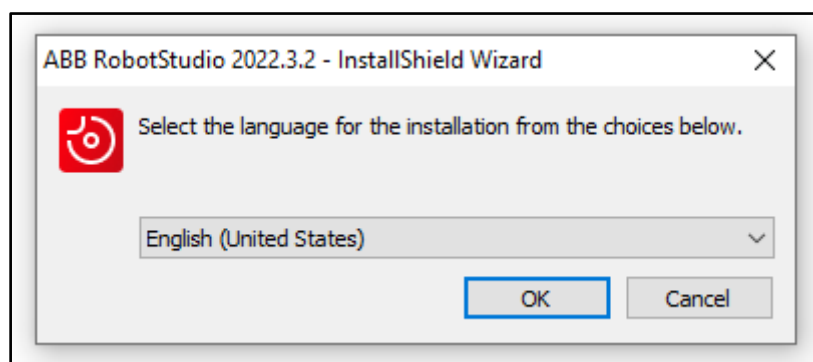 ABB RobotStudio 2022.3.2 - InstallShield Wizard
Select the language for the installation from the choices below.
English (United States)
OK Cancel